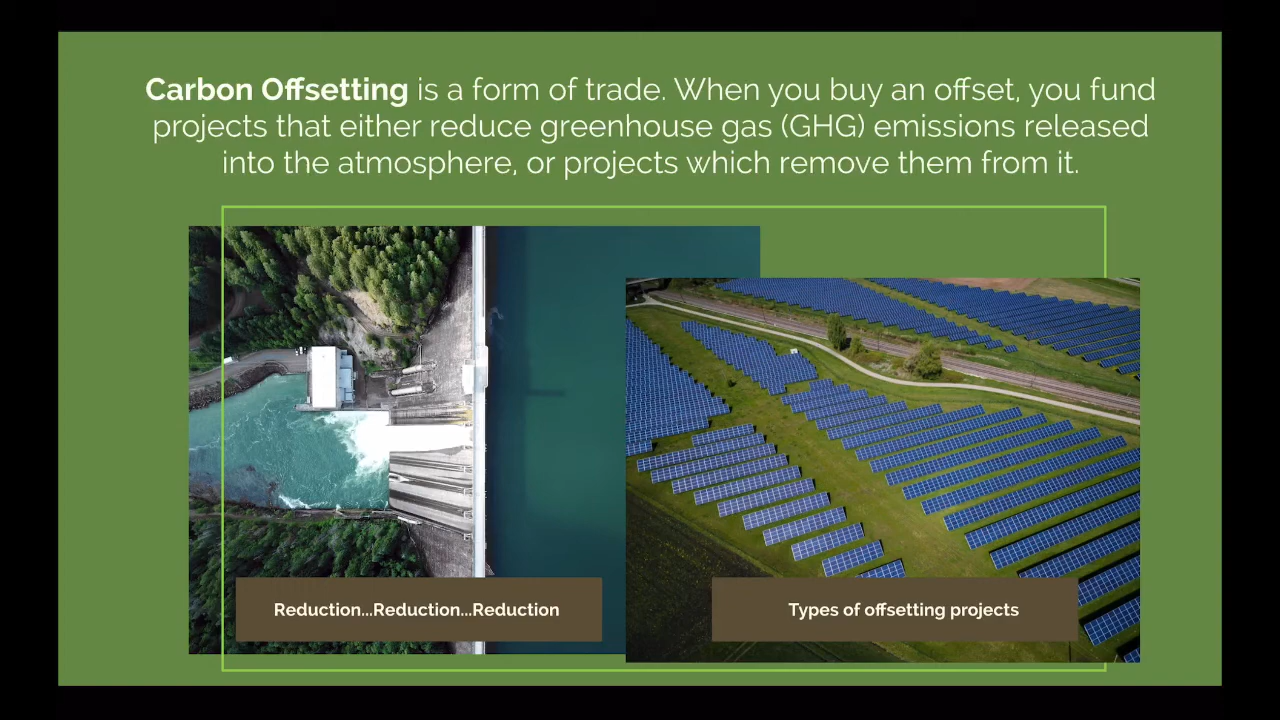 Carbon Offsetting is a form of trade. When you buy an offset, you fund
projects that either reduce greenhouse gas (GHG) emissions released
into the atmosphere, or projects which remove them from it.
Reduction...Reduction...Reduction
Types of offsetting projects